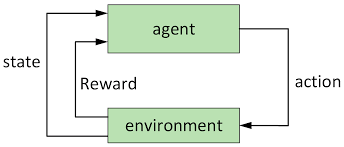 agent
state
Reward
action
environment